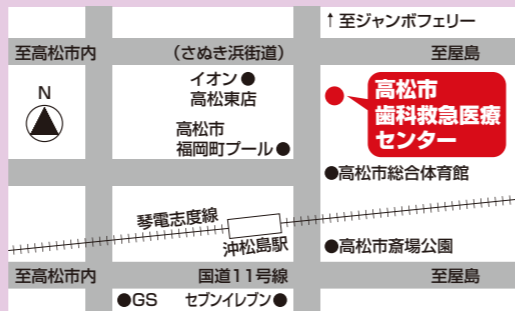 ↑至ジャンボフェリー
至高松市内
（さぬき浜街道）
至屋島
N
イオン●
高松東店
高松市
歯科救急医療
センター
高松市
福岡町プール●
●高松市総合体育館
琴電志度線
沖松島駅
●高松市斎場公園
至高松市内
国道11号線
至屋島
●GS
セブンイレブン●